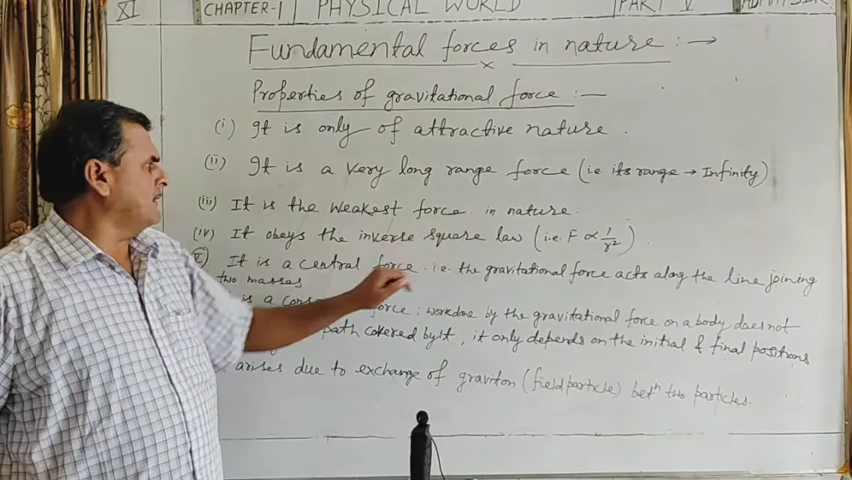 XI CHAPTER-1 PHYSICAL WORLD PART V
Fundamental forces in nature :- →
Properties of gravitational force :—
(i) It is only of attractive nature .
(ii) It is a very long range force (i.e its range → Infinity)
(iii) It is the weakest force in nature.
(iv) It obeys the inverse square law (i.e. F ∝ 1/r²) .
(V) It is a central force . i.e. the gravitational force acts along the line joining
two masses
is a force ; workdone by the gravitational force on a body does not
path covered by it , it only depends on the initial & final positions
arises due to exchange of graviton (field particle) betⁿ two particles.